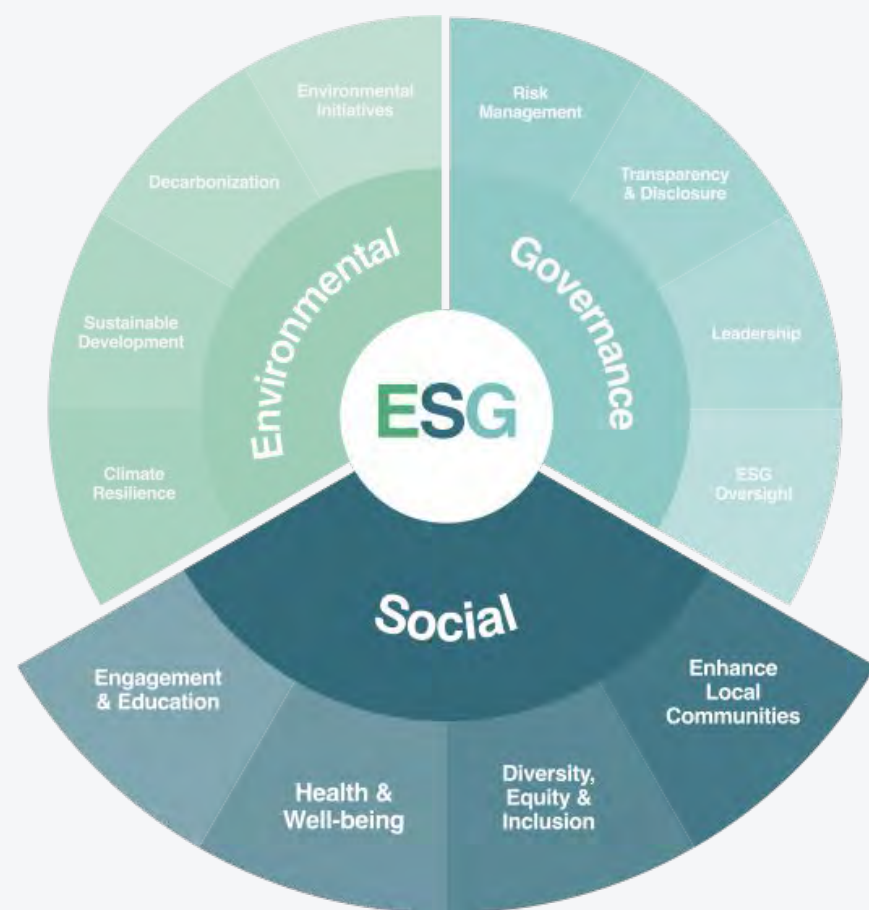 Environmental
Initiatives
Decarbonization
Sustainable
Development
Climate
Resilience
Environmental
Risk
Management
Transparency
& Disclosure
Leadership
ESG
Oversight
Governance
ESG
Social
Engagement
& Education
Health &
Well-being
Diversity,
Equity &
Inclusion
Enhance
Local
Communities